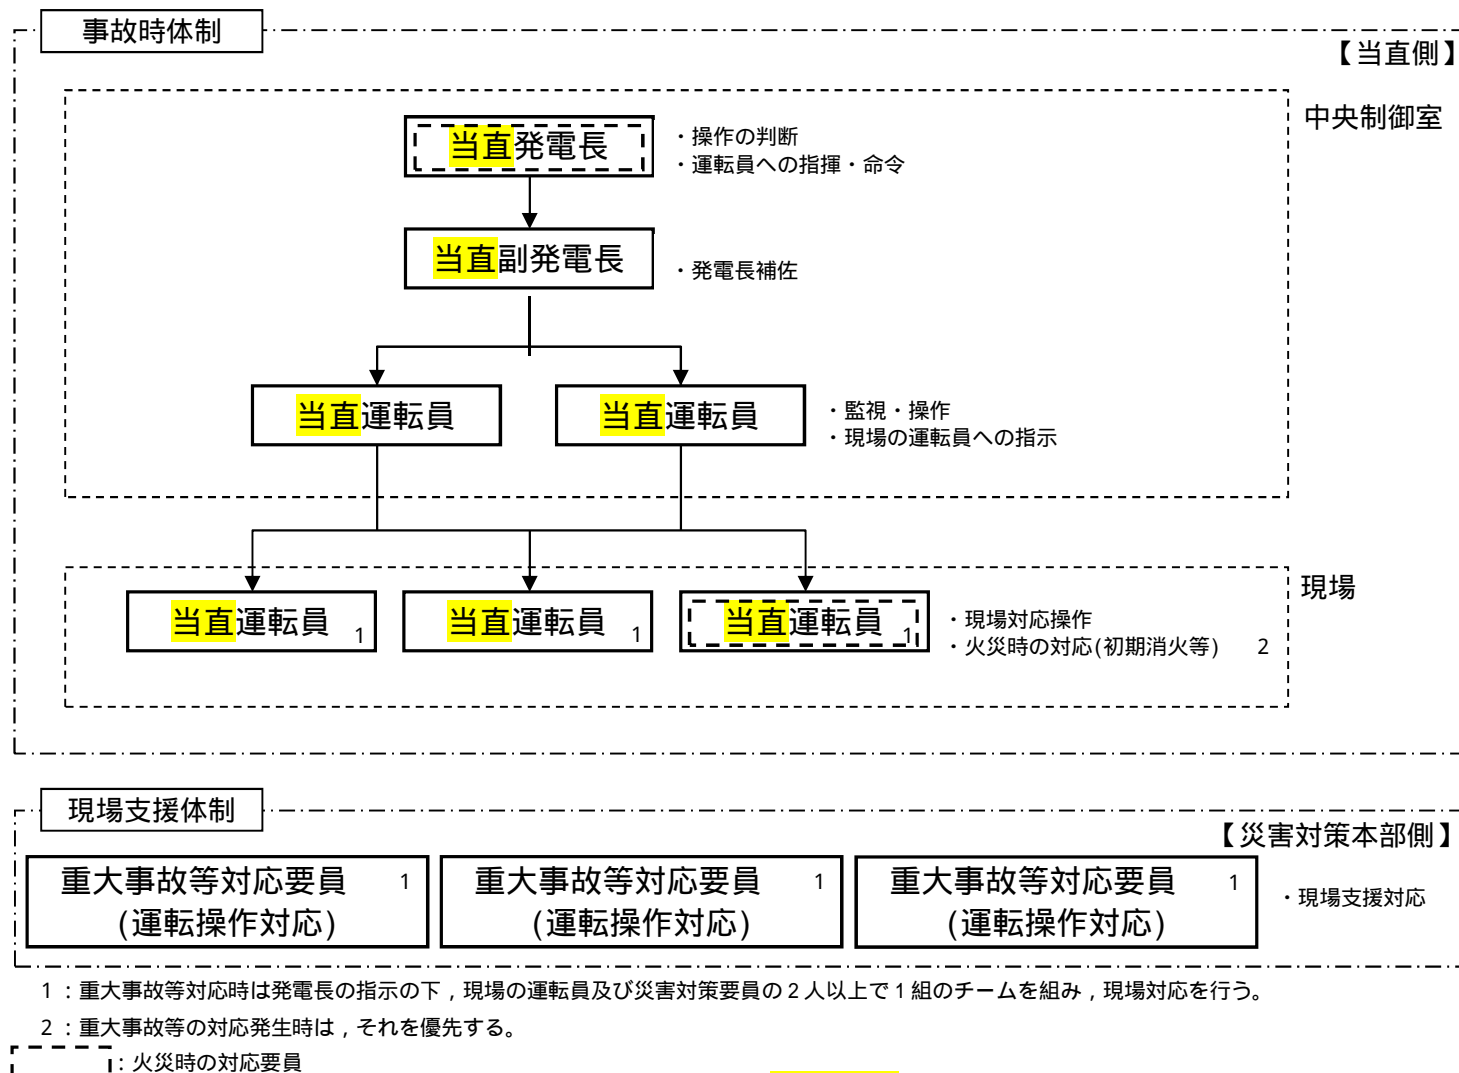 事故時体制
【当直側】
中央制御室
当直発電長
・操作の判断
・運転員への指揮・命令
当直副発電長
・発電長補佐
当直運転員
当直運転員
・監視・操作
・現場の運転員への指示
現場
当直運転員 1
当直運転員 1
当直運転員 1
・現場対応操作
・火災時の対応(初期消火等) 2
現場支援体制
【災害対策本部側】
重大事故等対応要員 1
(運転操作対応)
重大事故等対応要員 1
(運転操作対応)
重大事故等対応要員 1
(運転操作対応)
・現場支援対応
1：重大事故等対応時は発電長の指示の下，現場の運転員及び災害対策要員の2人以上で1組のチームを組み，現場対応を行う。
2：重大事故等の対応発生時は，それを優先する。
：火災時の対応要員